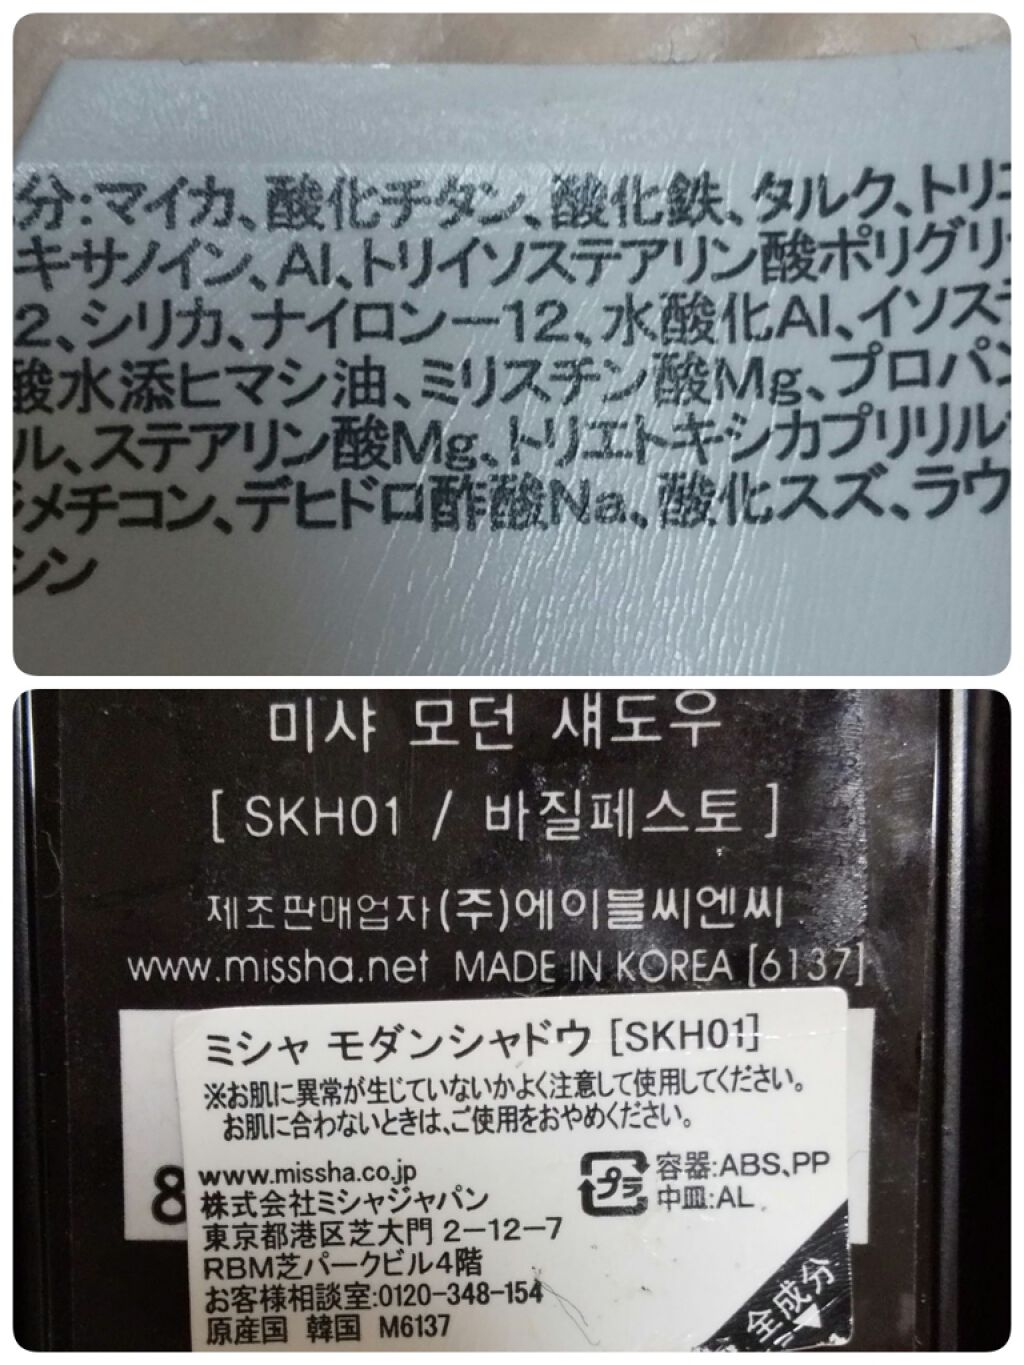 分:マイカ、酸化チタン、酸化鉄、タルク、トリエ
キサノイン、Al、トリイソステアリン酸ポリグリ
2、シリカ、ナイロン-12、水酸化Al、イソステ
酸水添ヒマシ油、ミリスチン酸Mg、プロパン
ル、ステアリン酸Mg、トリエトキシカプリリル
メチコン、デヒドロ酢酸Na、酸化スズ、ラウ
シン
미샤 모던 섀도우
[ SKH01 / 바질페스토 ]
제조판매업자(주)에이블씨엔씨
www.missha.net MADE IN KOREA [6137]
ミシャ モダンシャドウ [SKH01]
※お肌に異常が生じていないかよく注意して使用してください。
お肌に合わないときは、ご使用をおやめください。
www.missha.co.jp
株式会社ミシャジャパン
東京都港区芝大門 2-12-7
RBM芝パークビル4階
お客様相談室:0120-348-154
原産国 韓国 M6137
プラ
容器:ABS、PP
中皿:AL
全成分
8